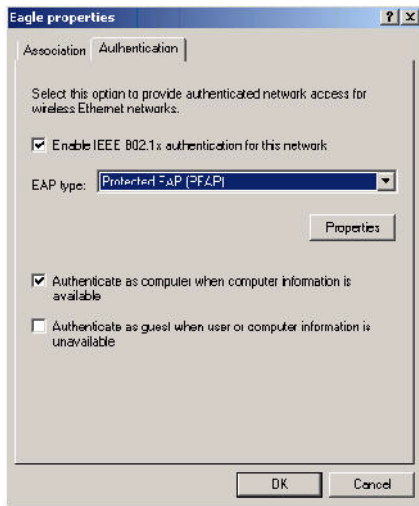 Eagle properties
Association
Authentication
Select this option to provide authenticated network access for
wireless Ethernet networks.
Enable IEEE 802.1x authentication for this network
EAP type:
Protected EAP (PEAP)
Properties
Authenticate as computer when computer information is
available
Authenticate as guest when user or computer information is
unavailable
OK
Cancel